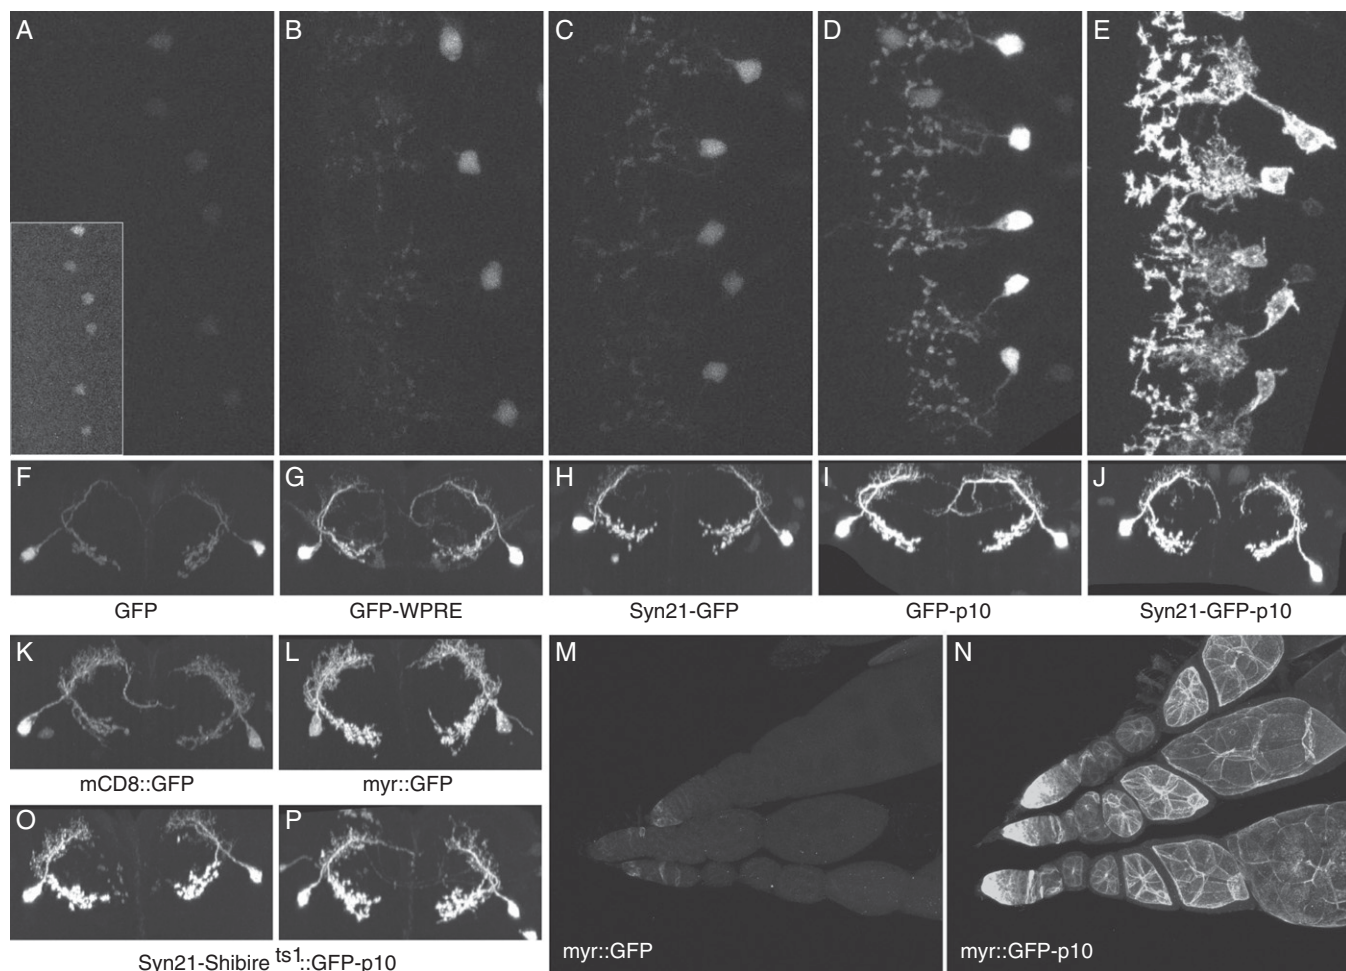 A B C D E
F G H I J
GFP GFP-WPRE Syn21-GFP GFP-p10 Syn21-GFP-p10
K L M N
mCD8::GFP myr::GFP
O P
myr::GFP myr::GFP-p10
Syn21-Shibire ts1::GFP-p10